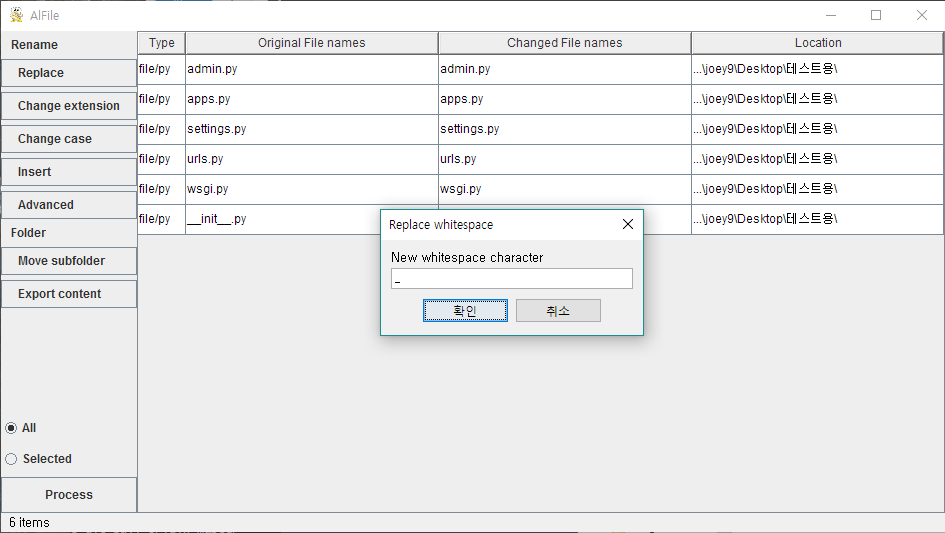 AlFile
Rename
Replace
Change extension
Change case
Insert
Advanced
Folder
Move subfolder
Export content
All
Selected
Process
Type Original File names Changed File names Location
file/py admin.py admin.py ...\joey9\Desktop\테스트용\
file/py apps.py apps.py ...\joey9\Desktop\테스트용\
file/py settings.py settings.py ...\joey9\Desktop\테스트용\
file/py urls.py urls.py ...\joey9\Desktop\테스트용\
file/py wsgi.py wsgi.py ...\joey9\Desktop\테스트용\
file/py __init__.py ...\joey9\Desktop\테스트용\
Replace whitespace
New whitespace character
_
확인 취소
6 items